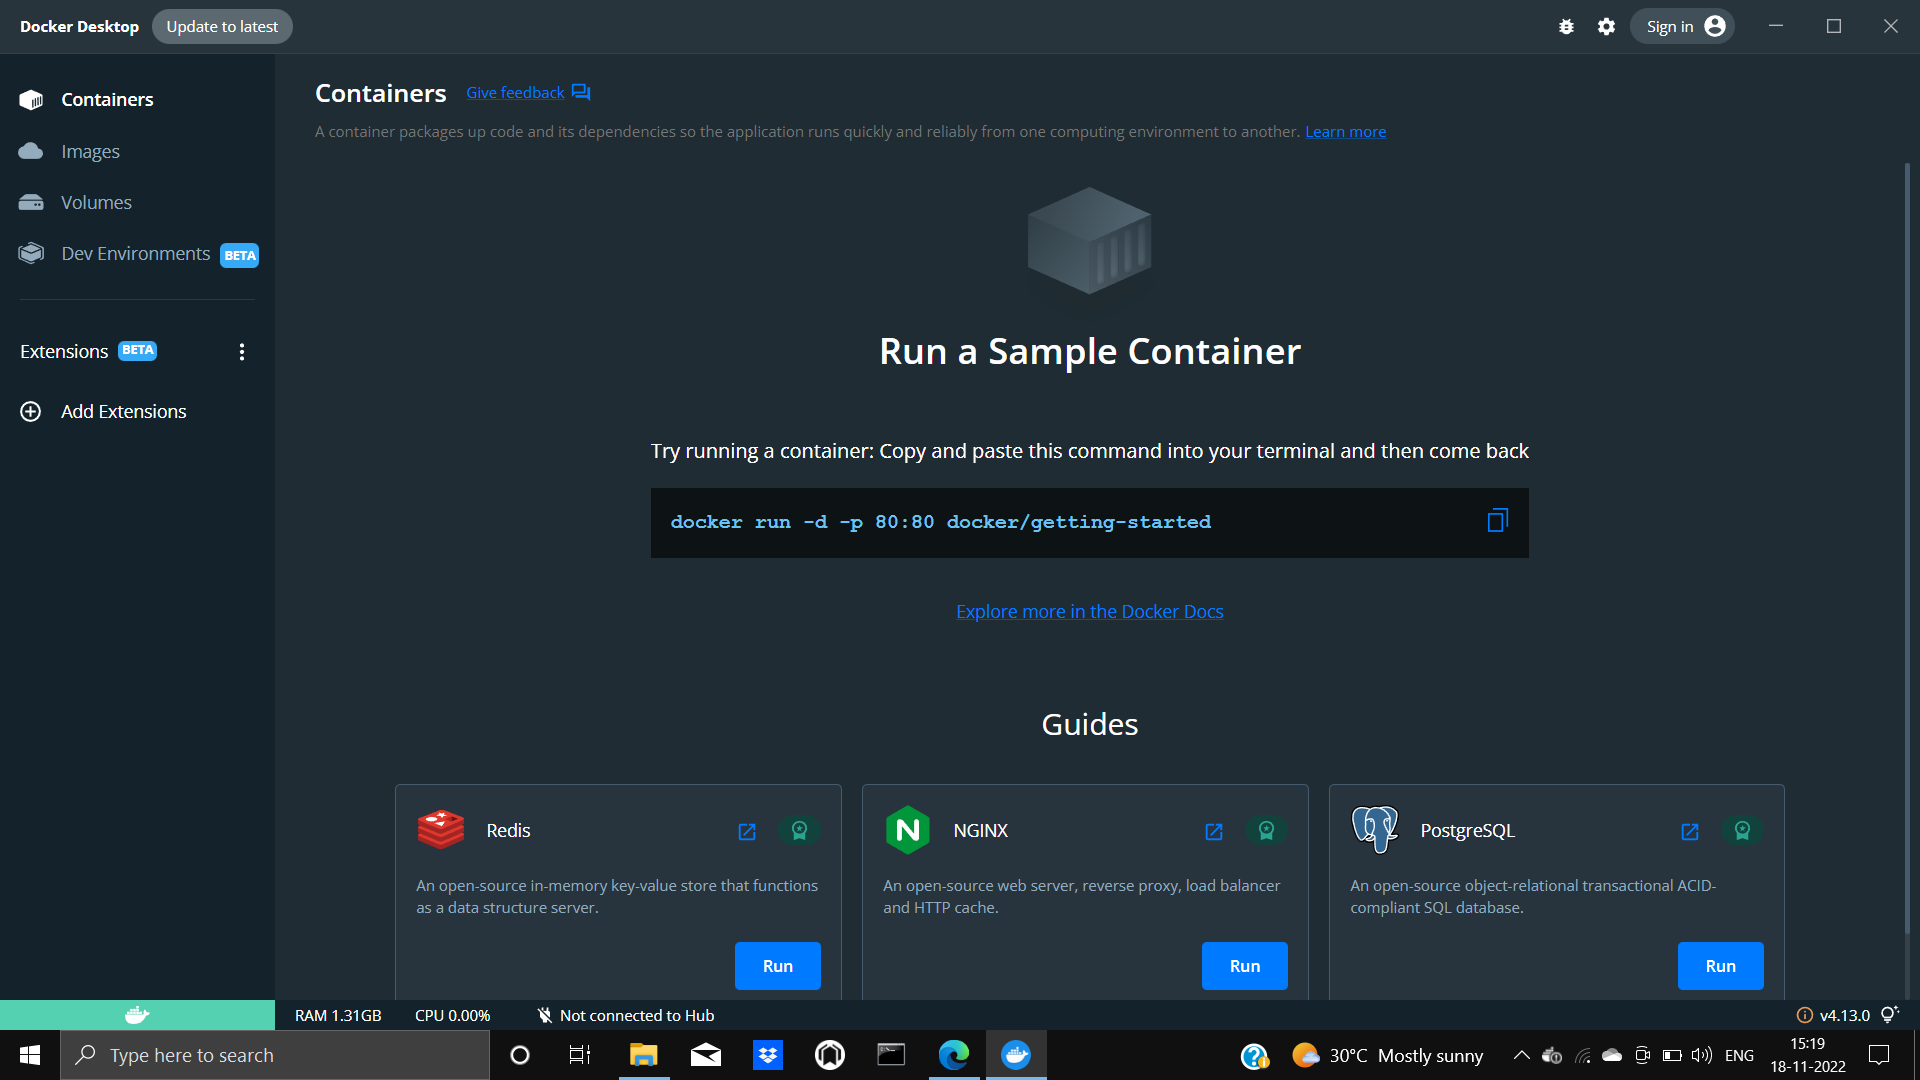 Docker Desktop
Update to latest
Sign in
Containers
Images
Volumes
Dev Environments BETA
Extensions BETA
Add Extensions
Containers Give feedback
A container packages up code and its dependencies so the application runs quickly and reliably from one computing environment to another. Learn more
Run a Sample Container
Try running a container: Copy and paste this command into your terminal and then come back
docker run -d -p 80:80 docker/getting-started
Explore more in the Docker Docs
Guides
Redis
An open-source in-memory key-value store that functions
as a data structure server.
Run
NGINX
An open-source web server, reverse proxy, load balancer
and HTTP cache.
Run
PostgreSQL
An open-source object-relational transactional ACID-
compliant SQL database.
Run
RAM 1.31GB CPU 0.00% Not connected to Hub
v4.13.0
Type here to search
30°C Mostly sunny
ENG
15:19
18-11-2022